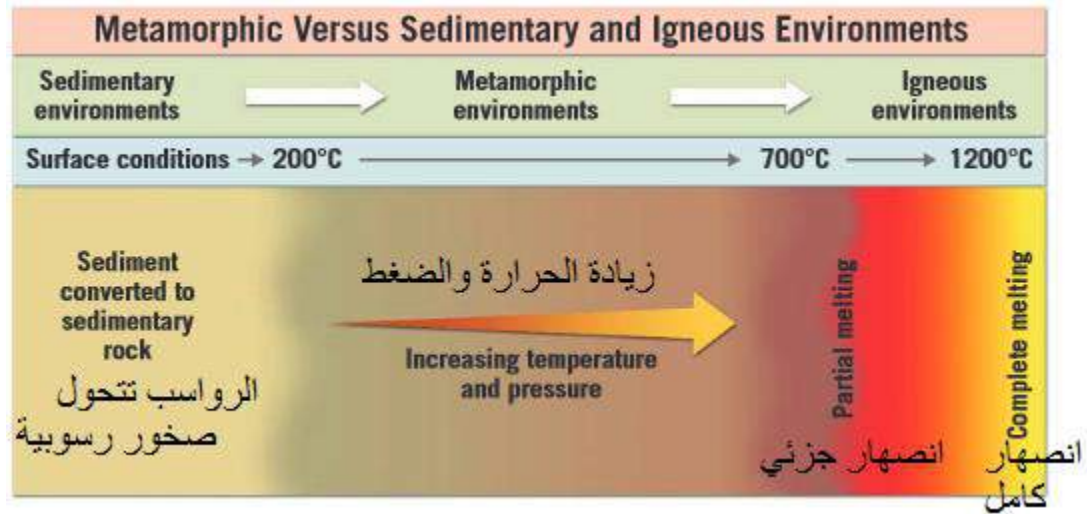 Metamorphic Versus Sedimentary and Igneous Environments
Sedimentary
environments
Metamorphic
environments
Igneous
environments
Surface conditions → 200°C → 700°C → 1200°C
Sediment
converted to
sedimentary
rock
الرواسب تتحول
صخور رسوبية
زيادة الحرارة والضغط
Increasing temperature
and pressure
Partial melting
انصهار جزئي
Complete melting
انصهار
كامل